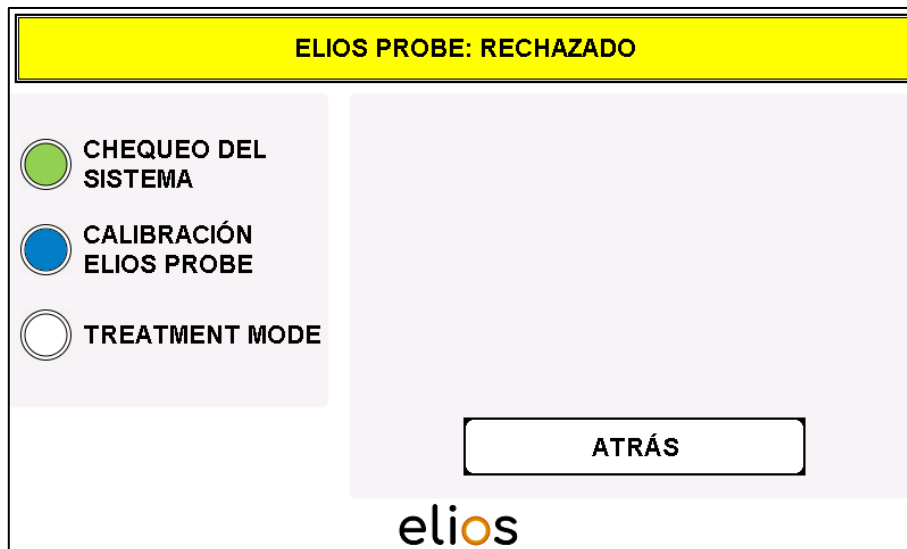 ELIOS PROBE: RECHAZADO
CHEQUEO DEL
SISTEMA
CALIBRACIÓN
ELIOS PROBE
TREATMENT MODE
ATRÁS
elios